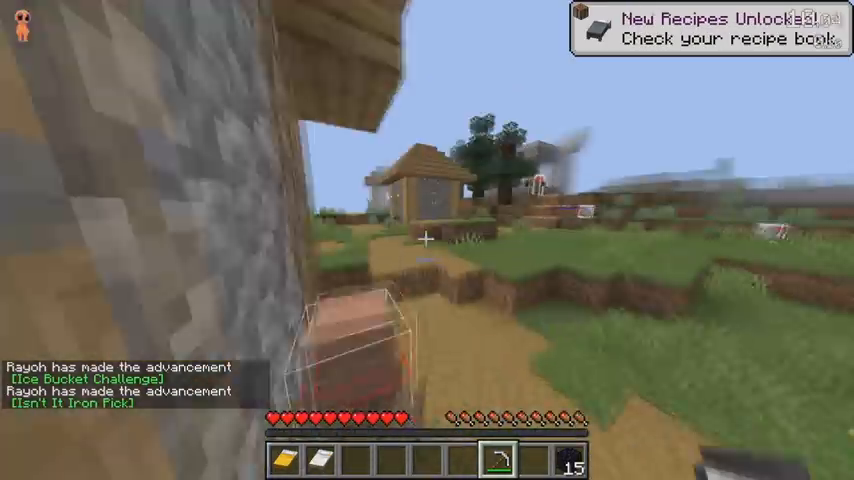 New Recipes Unlocked!
Check your recipe book
Rayoh has made the advancement
[Ice Bucket Challenge]
Rayoh has made the advancement
[Isn't It Iron Pick]
15